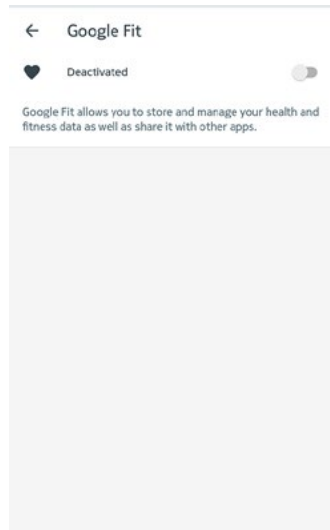 Google Fit
Deactivated
Google Fit allows you to store and manage your health and
fitness data as well as share it with other apps.